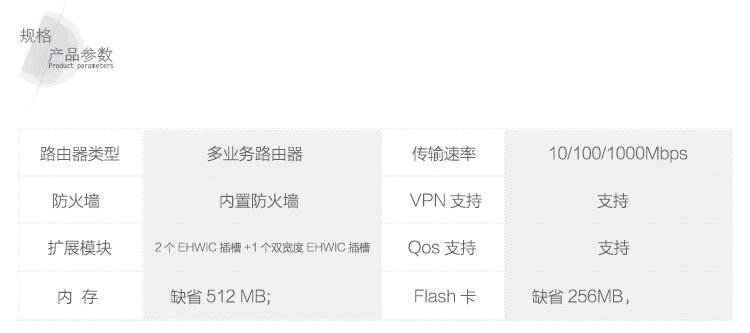 规格
产品参数
Product parameters
路由器类型 多业务路由器 传输速率 10/100/1000Mbps
防火墙 内置防火墙 VPN 支持 支持
扩展模块 2 个 EHWIC 插槽 +1 个双宽度 EHWIC 插槽 Qos 支持 支持
内 存 缺省 512 MB; Flash 卡 缺省 256MB，